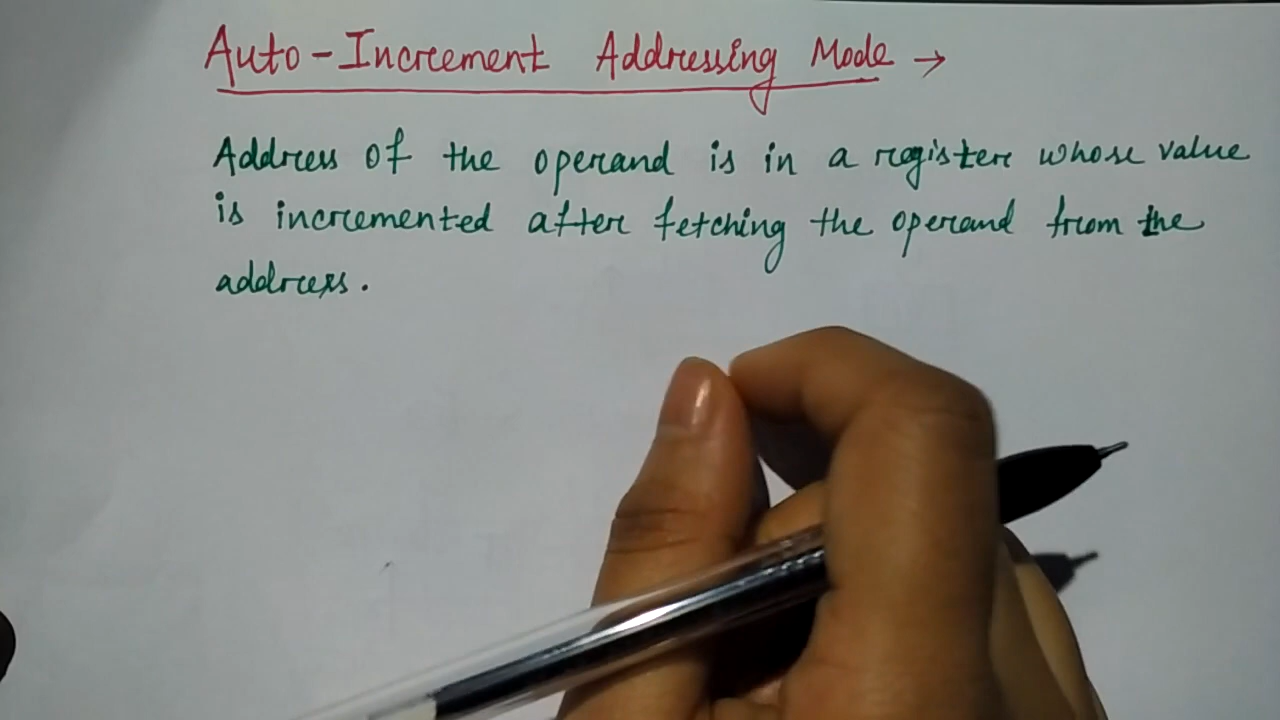 Auto-Increment Addressing Mode →
Address of the operand is in a register whose value
is incremented after fetching the operand from the
address.